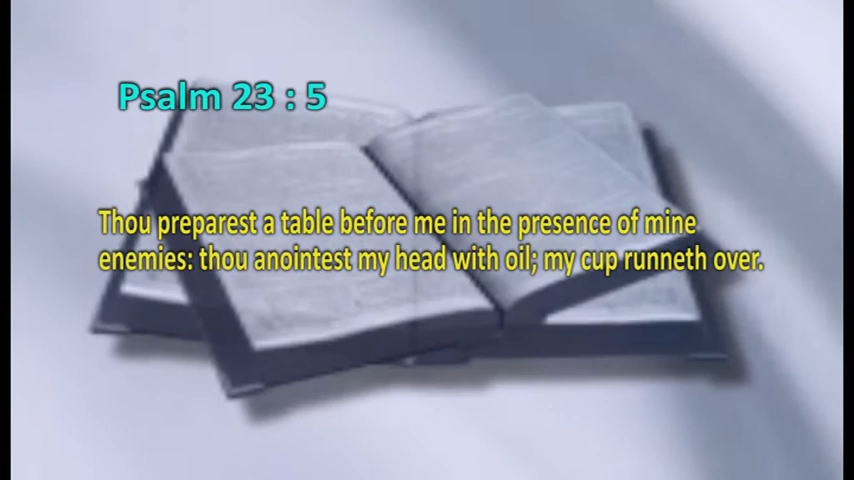 Psalm 23 : 5
Thou preparest a table before me in the presence of mine
enemies: thou anointest my head with oil; my cup runneth over.